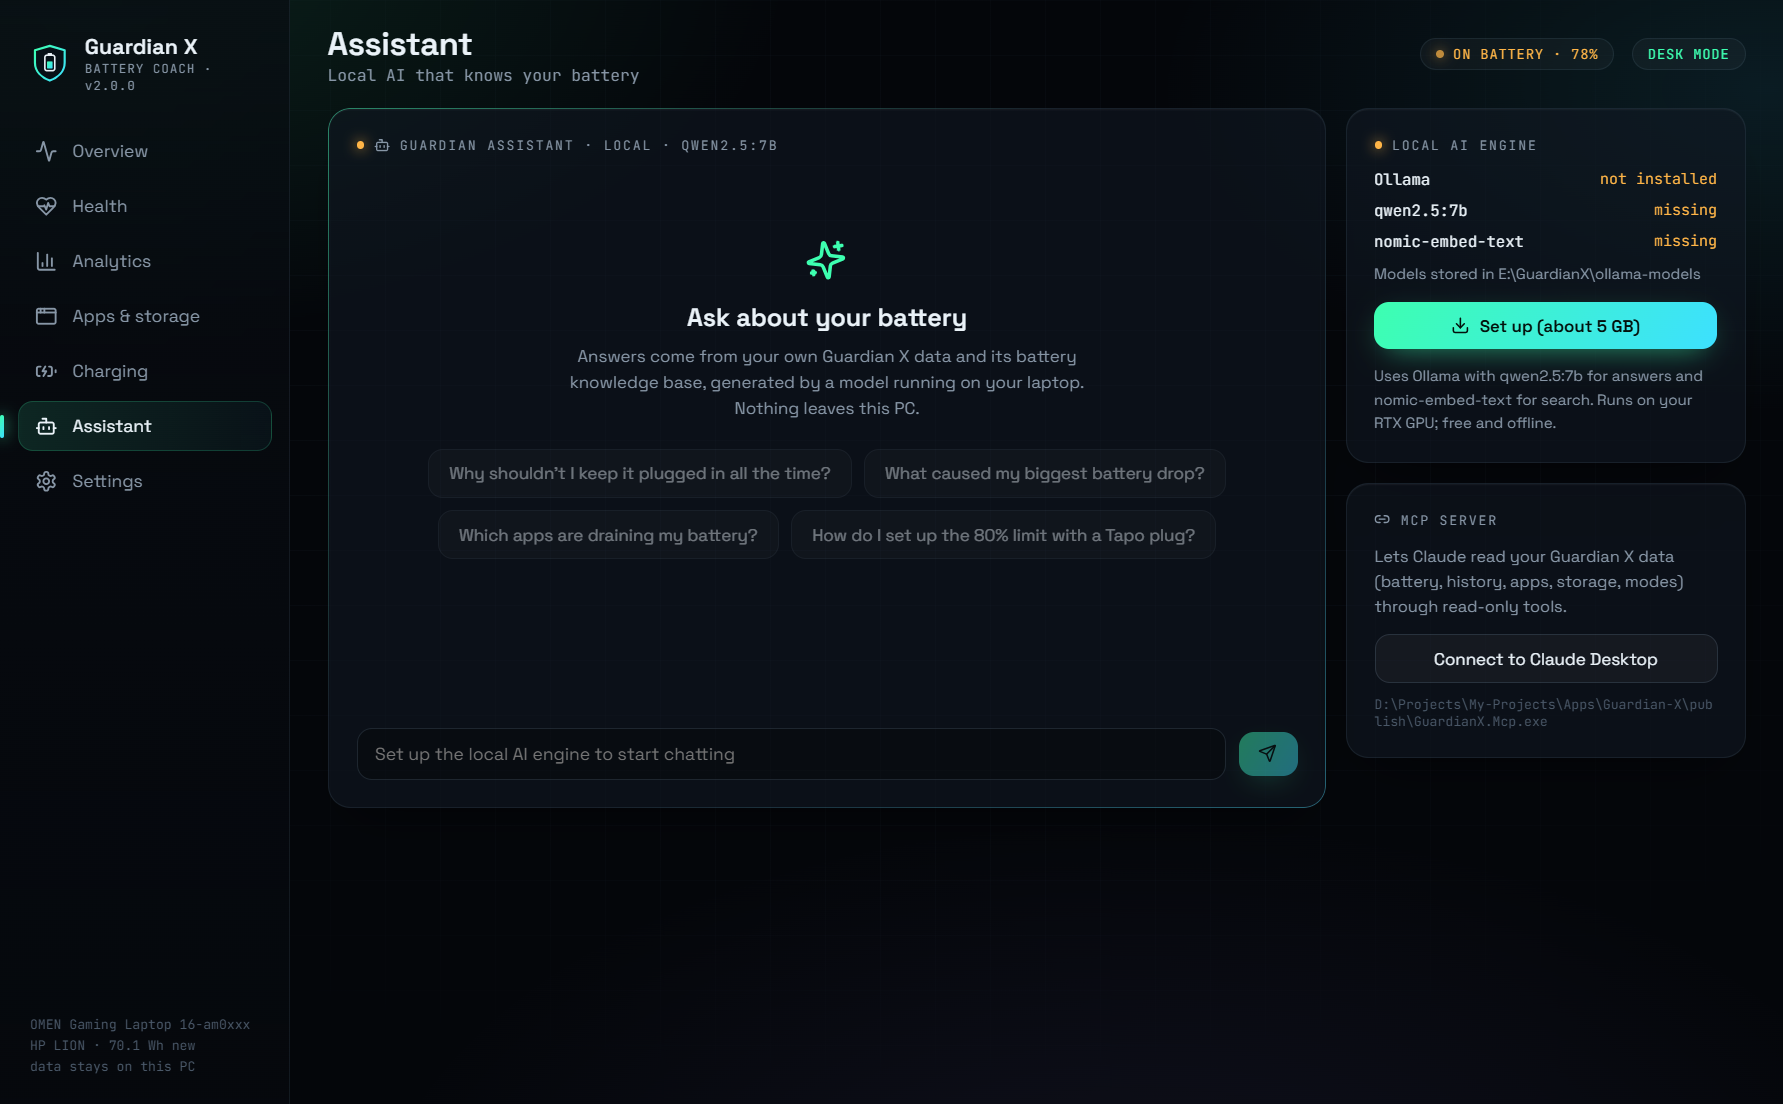 Guardian X
BATTERY COACH ·
v2.0.0
Overview
Health
Analytics
Apps & storage
Charging
Assistant
Settings
OMEN Gaming Laptop 16-am0xxx
HP LION · 70.1 Wh new
data stays on this PC
Assistant
Local AI that knows your battery
ON BATTERY · 78%
DESK MODE
GUARDIAN ASSISTANT · LOCAL · QWEN2.5:7B
Ask about your battery
Answers come from your own Guardian X data and its battery
knowledge base, generated by a model running on your laptop.
Nothing leaves this PC.
Why shouldn't I keep it plugged in all the time?
What caused my biggest battery drop?
Which apps are draining my battery?
How do I set up the 80% limit with a Tapo plug?
Set up the local AI engine to start chatting
LOCAL AI ENGINE
Ollama not installed
qwen2.5:7b missing
nomic-embed-text missing
Models stored in E:\GuardianX\ollama-models
Set up (about 5 GB)
Uses Ollama with qwen2.5:7b for answers and
nomic-embed-text for search. Runs on your
RTX GPU; free and offline.
MCP SERVER
Lets Claude read your Guardian X data
(battery, history, apps, storage, modes)
through read-only tools.
Connect to Claude Desktop
D:\Projects\My-Projects\Apps\Guardian-X\pub
lish\GuardianX.Mcp.exe